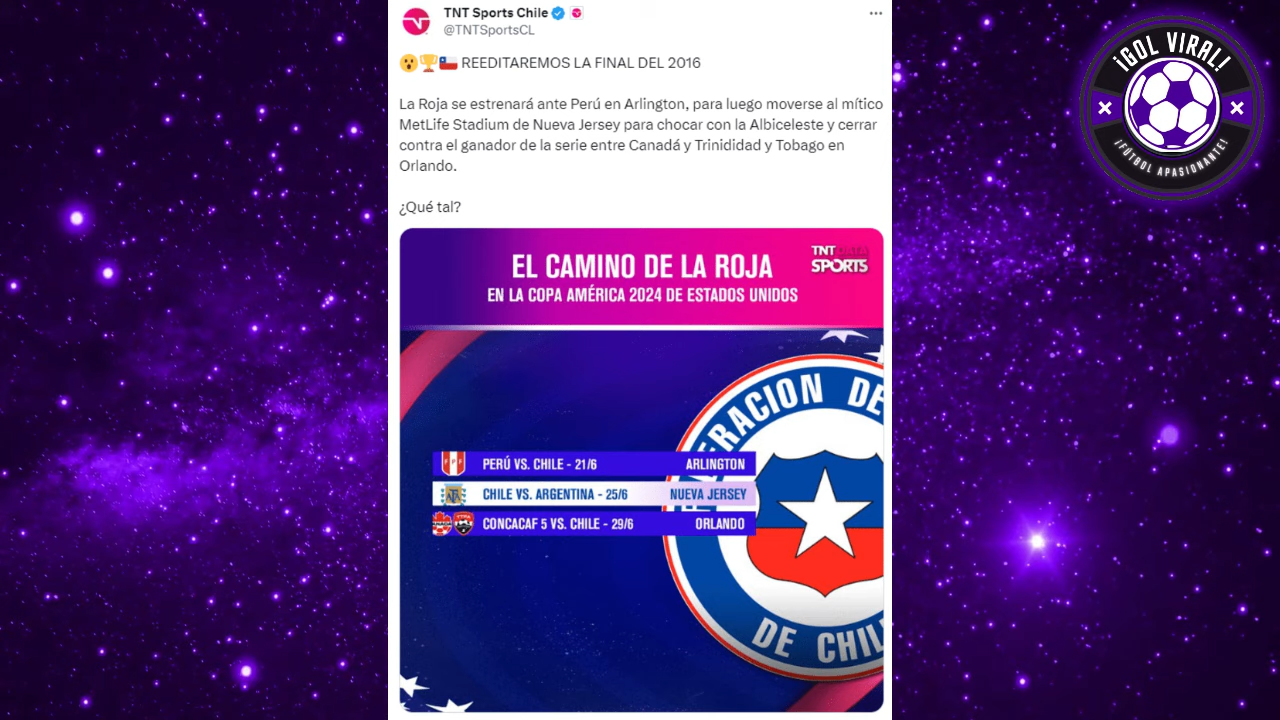 TNT Sports Chile
@TNTSportsCL
😮🏆🇨🇱 REEDITAREMOS LA FINAL DEL 2016
La Roja se estrenará ante Perú en Arlington, para luego moverse al mítico
MetLife Stadium de Nueva Jersey para chocar con la Albiceleste y cerrar
contra el ganador de la serie entre Canadá y Trinididad y Tobago en
Orlando.
¿Qué tal?
¡GOL VIRAL!
¡FÚTBOL APASIONANTE!
EL CAMINO DE LA ROJA
EN LA COPA AMÉRICA 2024 DE ESTADOS UNIDOS
TNT DATA
SPORTS
PERÚ VS. CHILE - 21/6 ARLINGTON
CHILE VS. ARGENTINA - 25/6 NUEVA JERSEY
CONCACAF 5 VS. CHILE - 29/6 ORLANDO
ERACION DE
DE CHIL